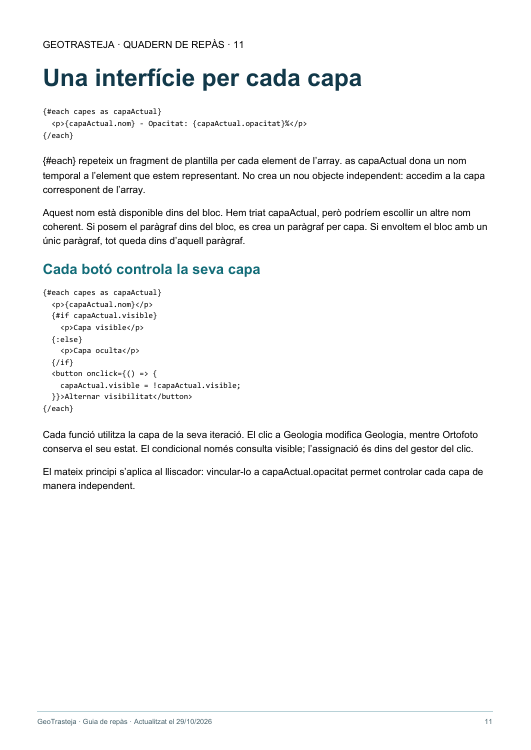 GEOTRASTEJA · QUADERN DE REPÀS · 11
Una interfície per cada capa
{#each capes as capaActual}
  <p>{capaActual.nom} - Opacitat: {capaActual.opacitat}%</p>
{/each}
{#each} repeteix un fragment de plantilla per cada element de l’array. as capaActual dona un nom
temporal a l’element que estem representant. No crea un nou objecte independent: accedim a la capa
corresponent de l’array.
Aquest nom està disponible dins del bloc. Hem triat capaActual, però podríem escollir un altre nom
coherent. Si posem el paràgraf dins del bloc, es crea un paràgraf per capa. Si envoltem el bloc amb un
únic paràgraf, tot queda dins d’aquell paràgraf.
Cada botó controla la seva capa
{#each capes as capaActual}
  <p>{capaActual.nom}</p>
  {#if capaActual.visible}
    <p>Capa visible</p>
  {:else}
    <p>Capa oculta</p>
  {/if}
  <button onclick={() => {
    capaActual.visible = !capaActual.visible;
  }}>Alternar visibilitat</button>
{/each}
Cada funció utilitza la capa de la seva iteració. El clic a Geologia modifica Geologia, mentre Ortofoto
conserva el seu estat. El condicional només consulta visible; l’assignació és dins del gestor del clic.
El mateix principi s’aplica al lliscador: vincular-lo a capaActual.opacitat permet controlar cada capa de
manera independent.
GeoTrasteja · Guia de repàs · Actualitzat el 29/10/2026
11